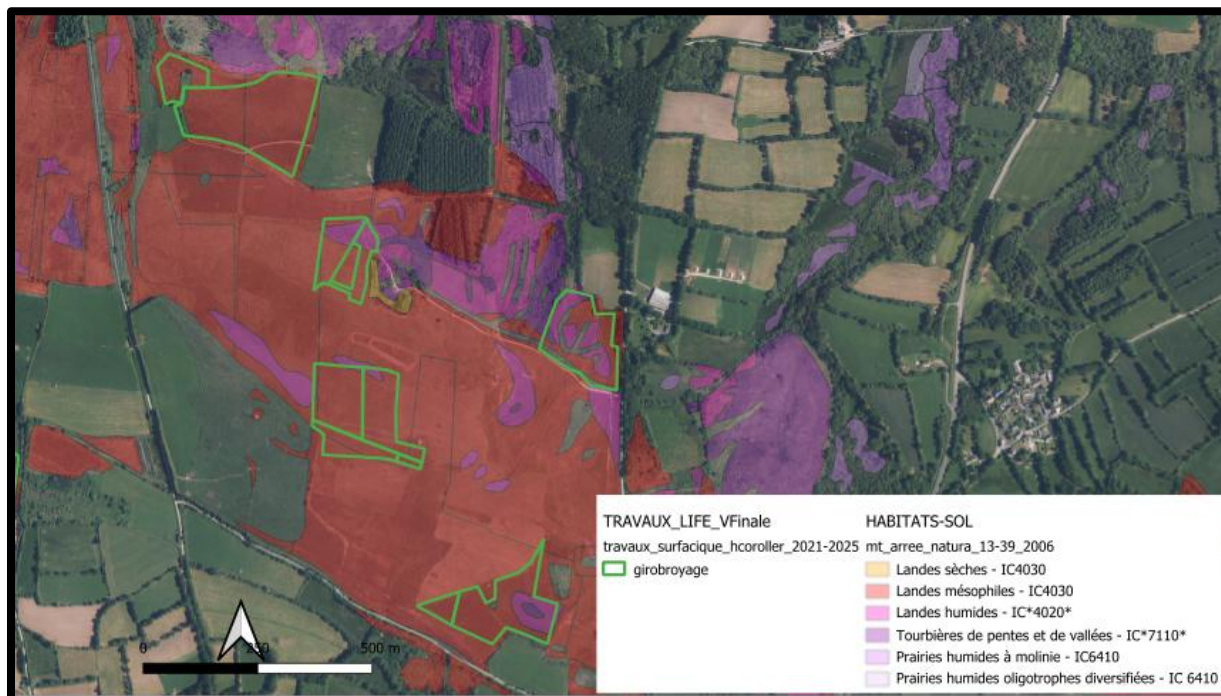 0
250
500 m
TRAVAUX_LIFE_VFinale
travaux_surfacique_hcoroller_2021-2025
girobroyage
HABITATS-SOL
mt_arree_natura_13-39_2006
Landes sèches - IC4030
Landes mésophiles - IC4030
Landes humides - IC*4020*
Tourbières de pentes et de vallées - IC*7110*
Prairies humides à molinie - IC6410
Prairies humides oligotrophes diversifiées - IC 6410